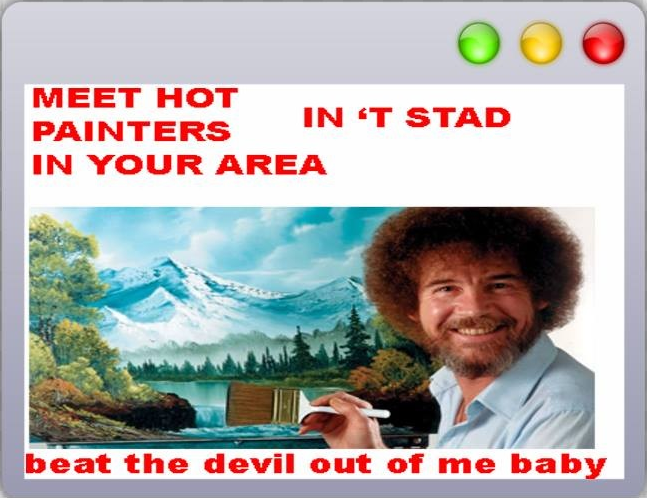 MEET HOT
PAINTERS
IN YOUR AREA
IN ‘T STAD
beat the devil out of me baby